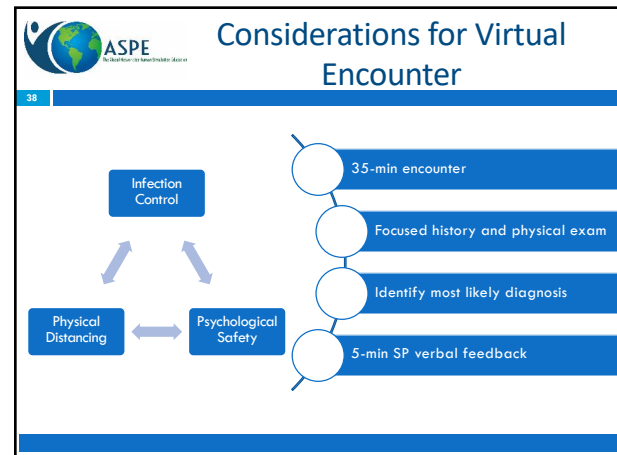 ASPE
Considerations for Virtual
Encounter
38
Infection
Control
Physical
Distancing
Psychological
Safety
35-min encounter
Focused history and physical exam
Identify most likely diagnosis
5-min SP verbal feedback